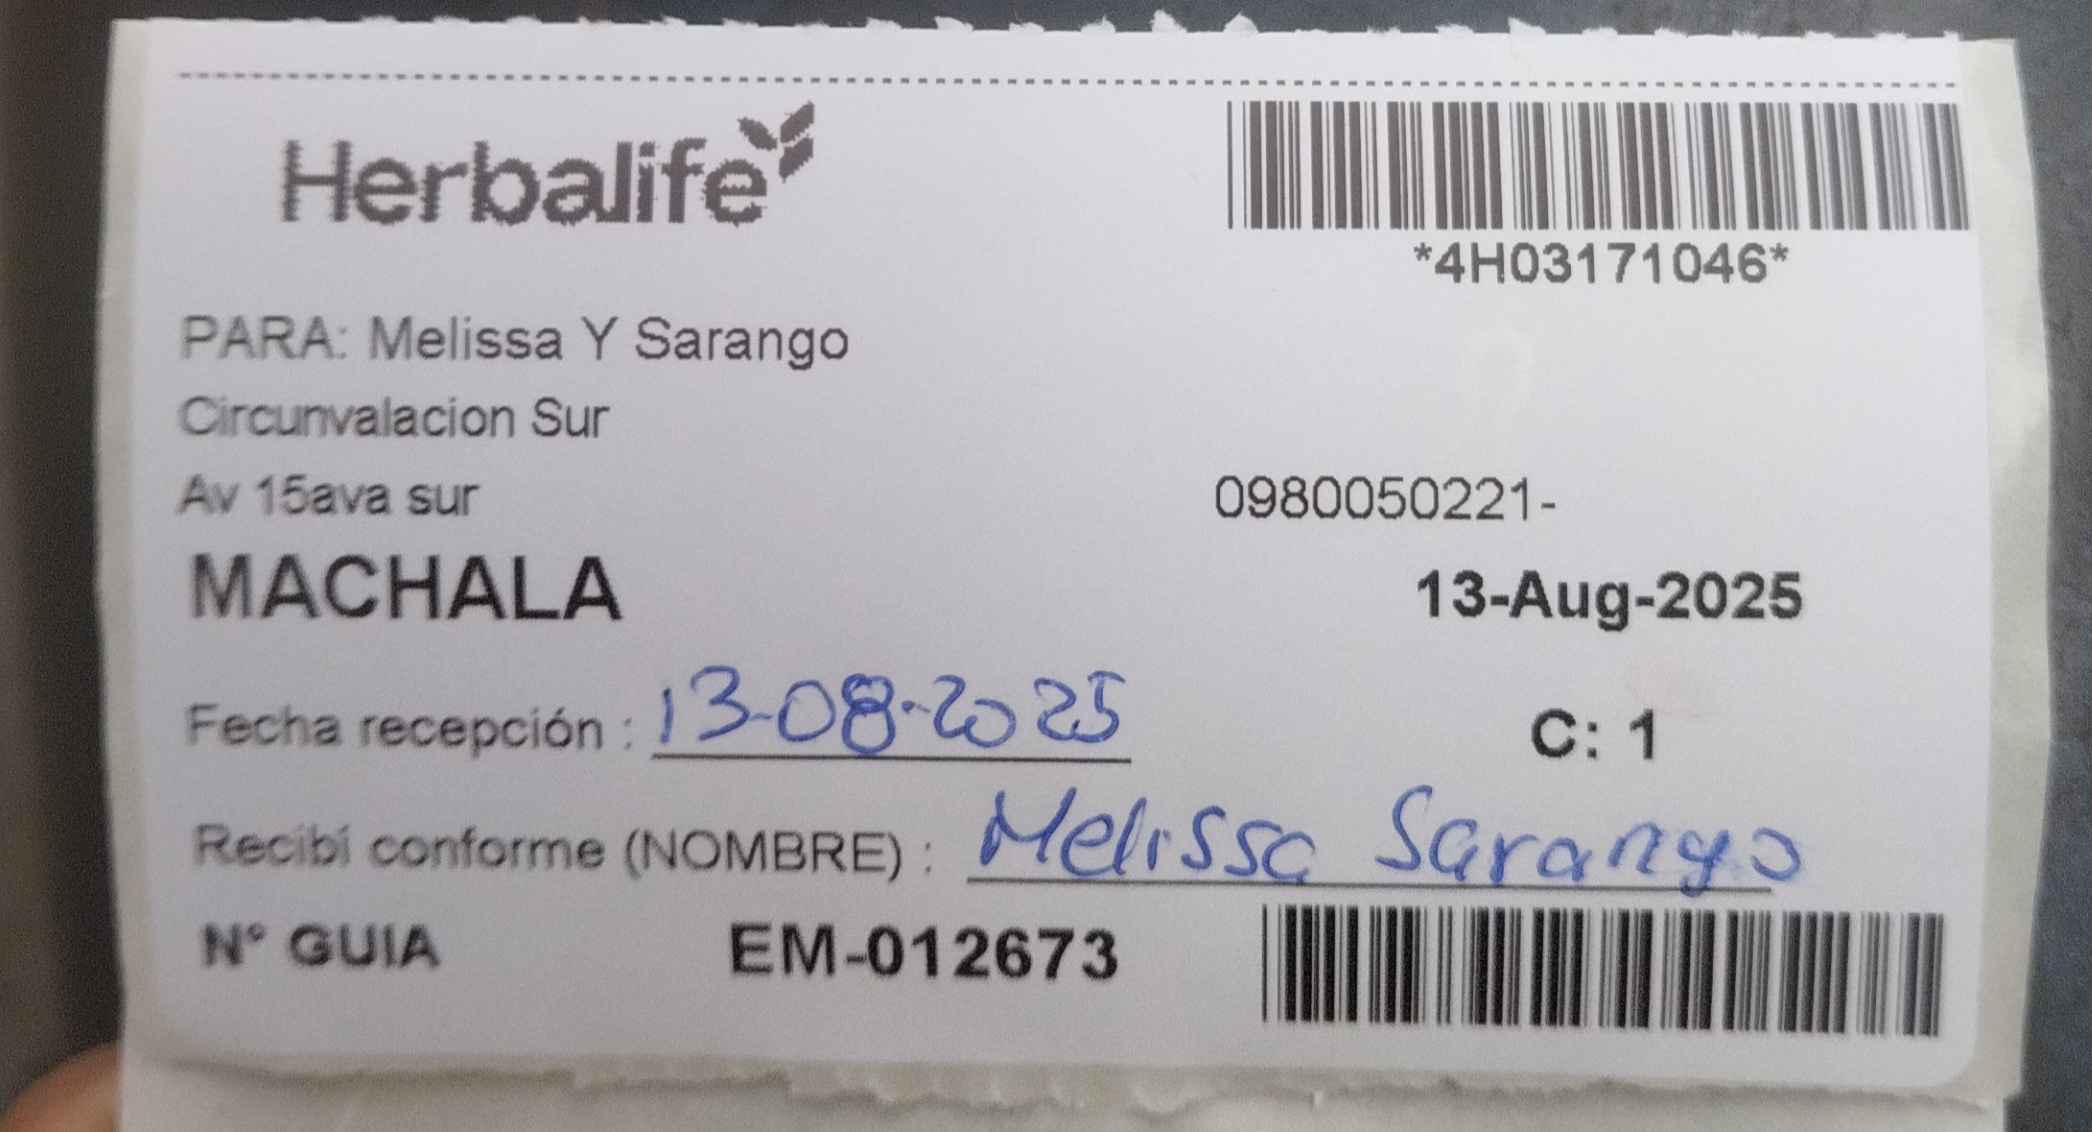 Herbalife
*4H03171046*
PARA: Melissa Y Sarango
Circunvalacion Sur
Av 15ava sur
0980050221-
MACHALA
13-Aug-2025
Fecha recepción : 13-08-2025
C: 1
Recibí conforme (NOMBRE) : Melissa Sarango
N° GUIA EM-012673